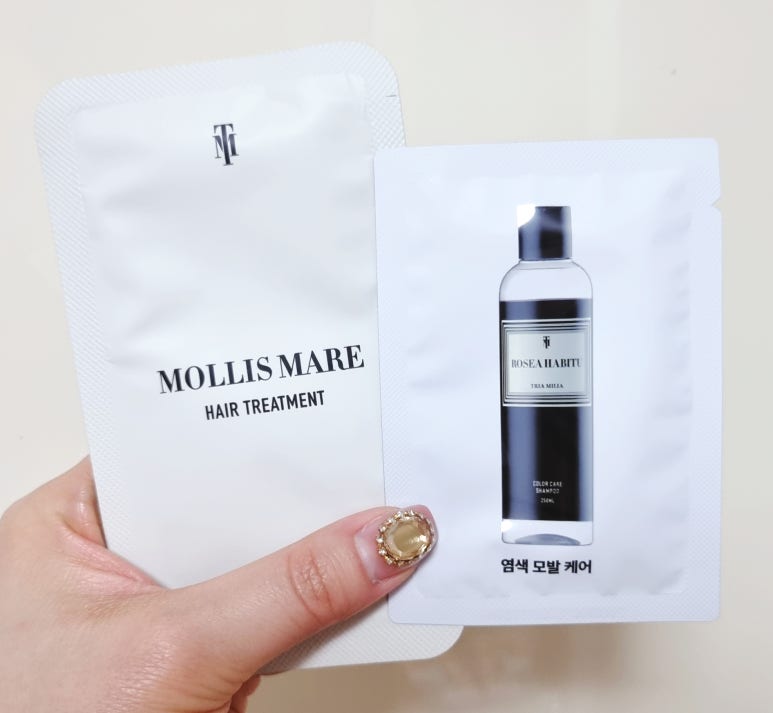 TM
MOLLIS MARE
HAIR TREATMENT
TM
ROSEA HABITU
TRIA MILIA
COLOR CARE
SHAMPOO
250ML
염색 모발 케어